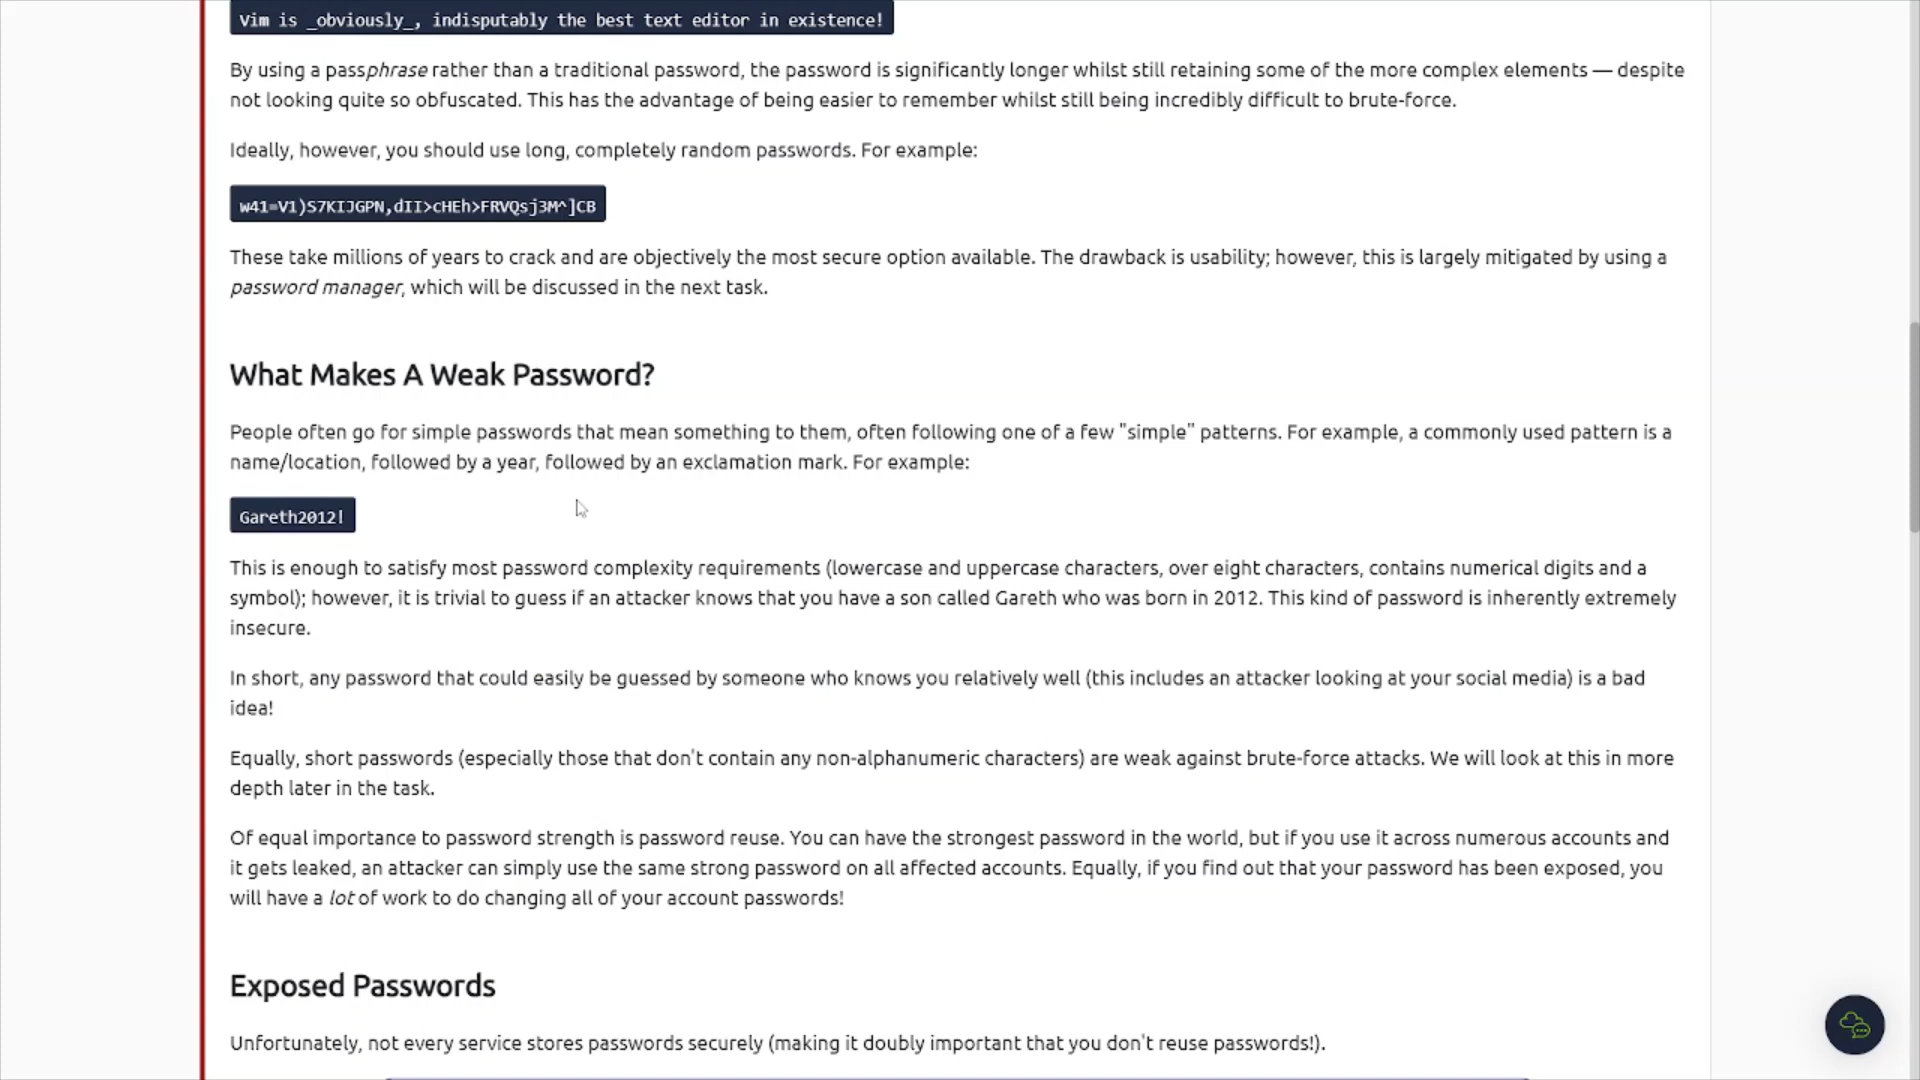 Vim is _obviously_, indisputably the best text editor in existence!
By using a passphrase rather than a traditional password, the password is significantly longer whilst still retaining some of the more complex elements — despite
not looking quite so obfuscated. This has the advantage of being easier to remember whilst still being incredibly difficult to brute-force.
Ideally, however, you should use long, completely random passwords. For example:
w41=V1)S7KIJGPN,dII>cHEh>FRVQsj3M^]CB
These take millions of years to crack and are objectively the most secure option available. The drawback is usability; however, this is largely mitigated by using a
password manager, which will be discussed in the next task.
What Makes A Weak Password?
People often go for simple passwords that mean something to them, often following one of a few "simple" patterns. For example, a commonly used pattern is a
name/location, followed by a year, followed by an exclamation mark. For example:
Gareth2012!
This is enough to satisfy most password complexity requirements (lowercase and uppercase characters, over eight characters, contains numerical digits and a
symbol); however, it is trivial to guess if an attacker knows that you have a son called Gareth who was born in 2012. This kind of password is inherently extremely
insecure.
In short, any password that could easily be guessed by someone who knows you relatively well (this includes an attacker looking at your social media) is a bad
idea!
Equally, short passwords (especially those that don't contain any non-alphanumeric characters) are weak against brute-force attacks. We will look at this in more
depth later in the task.
Of equal importance to password strength is password reuse. You can have the strongest password in the world, but if you use it across numerous accounts and
it gets leaked, an attacker can simply use the same strong password on all affected accounts. Equally, if you find out that your password has been exposed, you
will have a lot of work to do changing all of your account passwords!
Exposed Passwords
Unfortunately, not every service stores passwords securely (making it doubly important that you don't reuse passwords!).